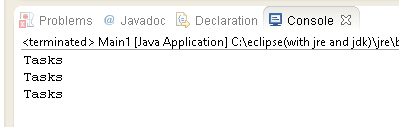 Problems @ Javadoc Declaration Console
<terminated> Main1 [Java Application] C:\eclipse(with jre and jdk)\jre\b
Tasks
Tasks
Tasks